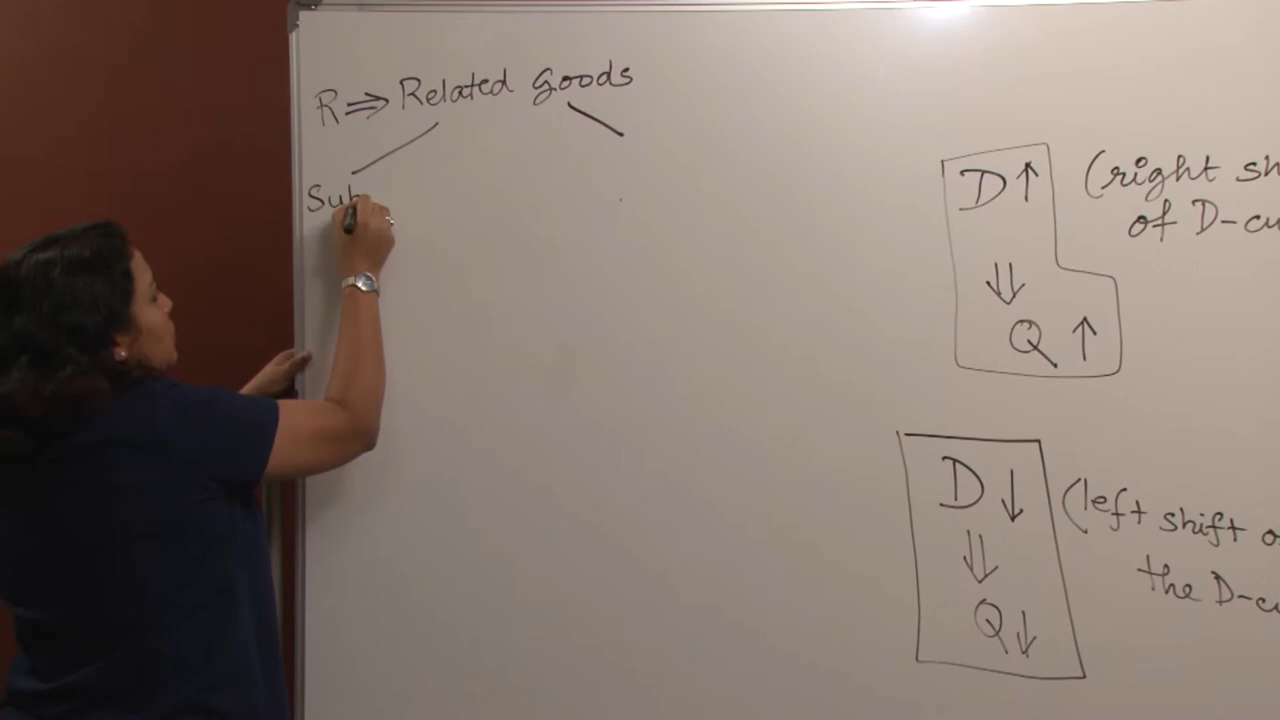 R ⇒ Related goods
Sub
D ↑ (right sh
of D-cu
⇓
Q ↑
D ↓ (left shift o
the D-cu
⇓
Q ↓